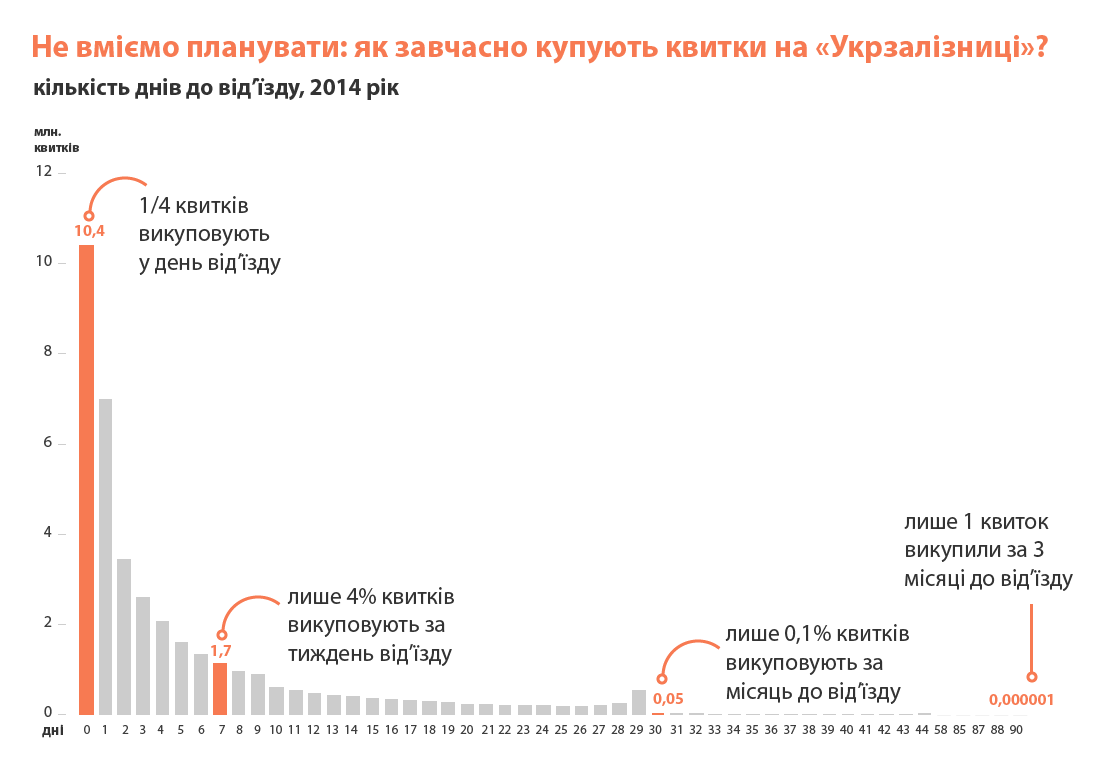 Не вміємо планувати: як завчасно купують квитки на «Укрзалізниці»?
кількість днів до від’їзду, 2014 рік
млн.
квитків
12
10
8
6
4
2
0
10,4
1/4 квитків
викуповують
у день від’їзду
1,7
лише 4% квитків
викуповують за
тиждень від’їзду
0,05
лише 0,1% квитків
викуповують за
місяць до від’їзду
лише 1 квиток
викупили за 3
місяці до від’їзду
0,000001
дні 0 1 2 3 4 5 6 7 8 9 10 11 12 13 14 15 16 17 18 19 20 21 22 23 24 25 26 27 28 29 30 31 32 33 34 35 36 37 38 39 40 41 42 43 44 58 85 87 88 90